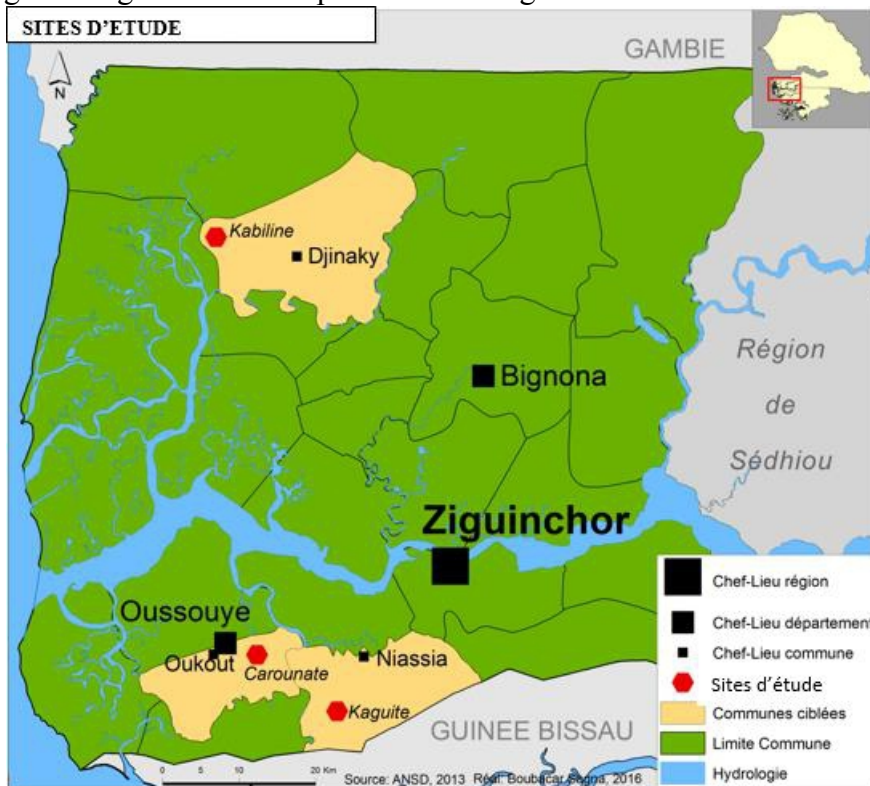 SITES D'ETUDE
GAMBIE
N
Kabiline
Djinaky
Bignona
Région
de
Sédhiou
Ziguinchor
Oussouye
Oukout
Carounate
Niassia
Kaguite
GUINEE BISSAU
Chef-Lieu région
Chef-Lieu département
Chef-Lieu commune
Sites d'étude
Communes ciblées
Limite Commune
Hydrologie
0 5 10 20 Km
Source: ANSD, 2013 Réal: Boubacar Sagna, 2016